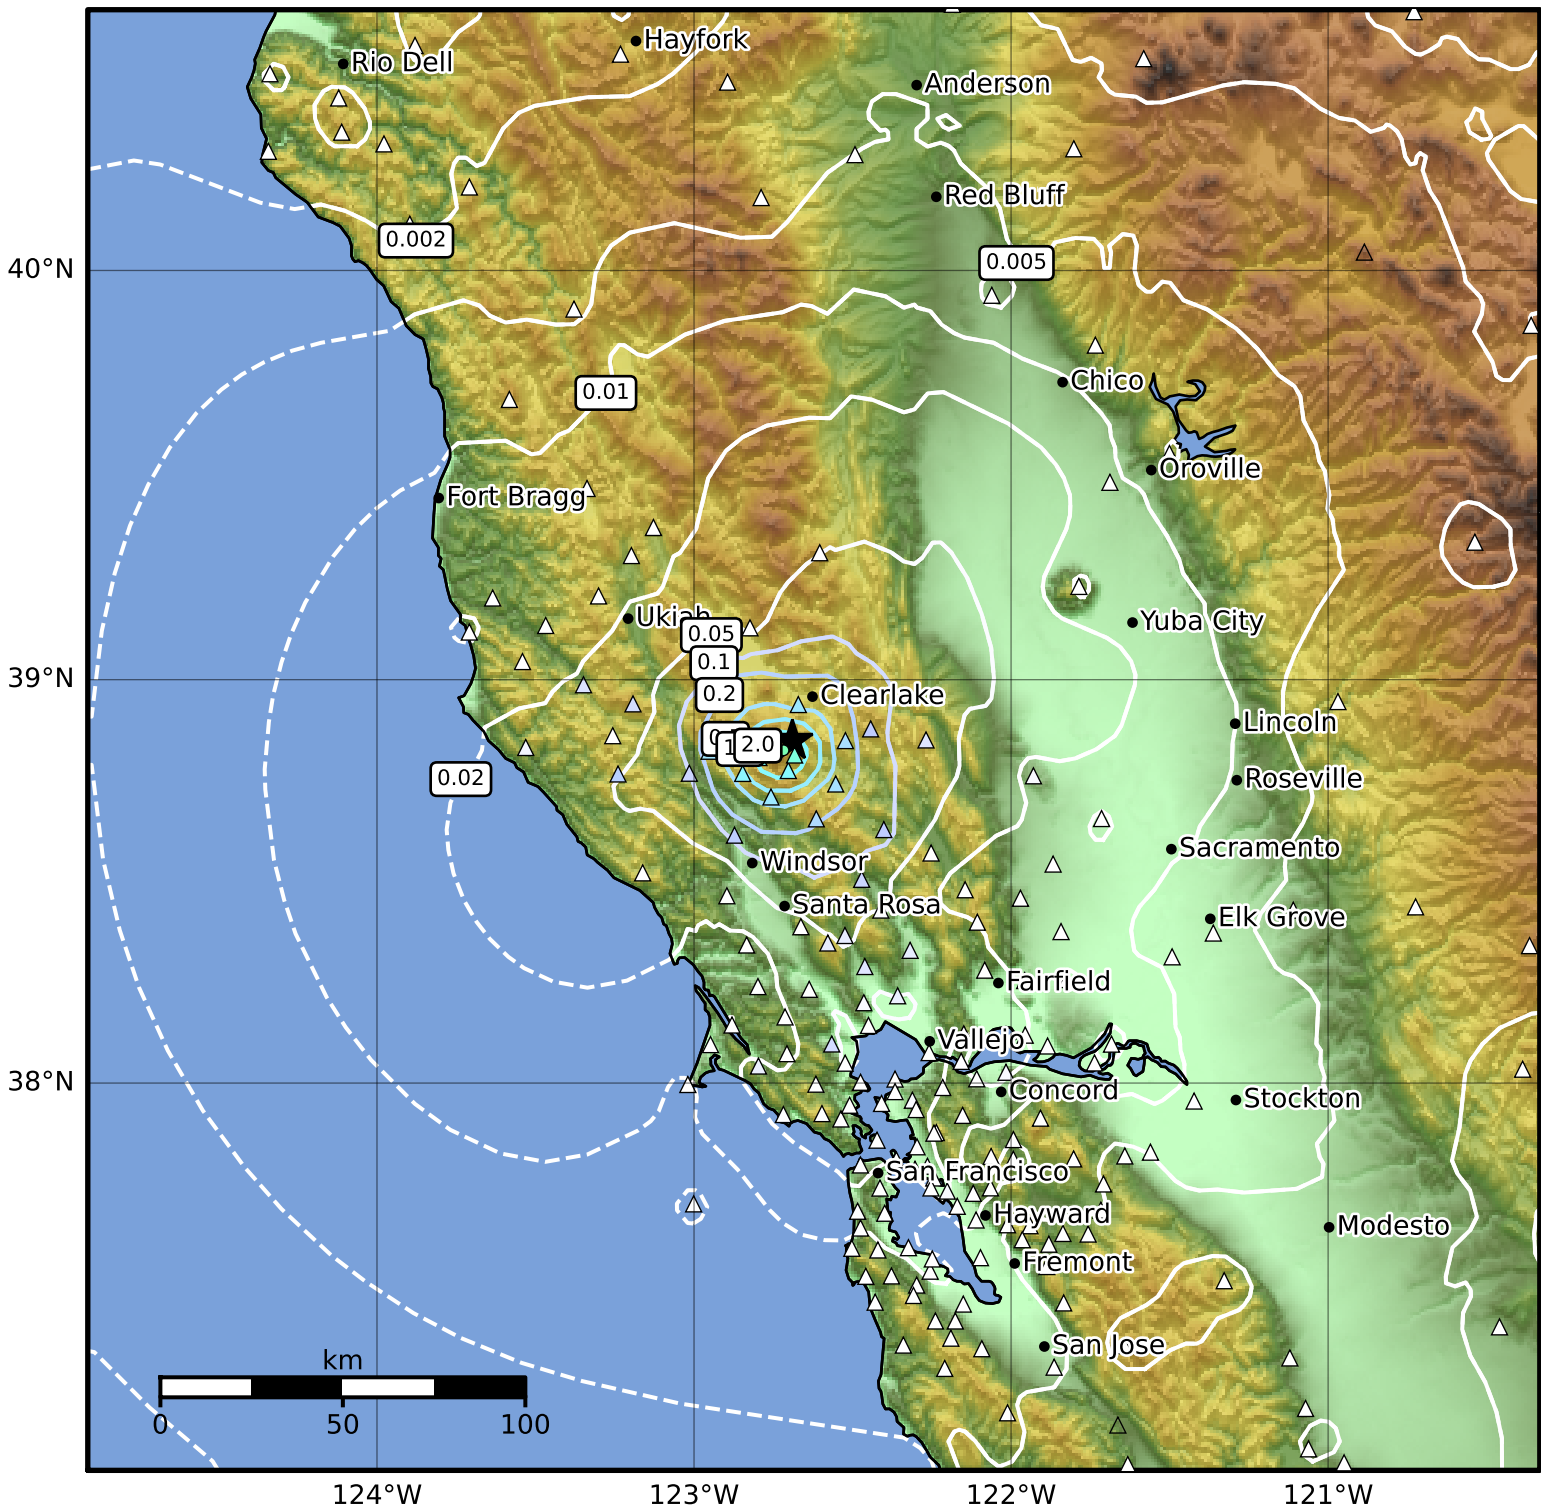 Hayfork
Rio Dell
Anderson
Red Bluff
0.002
0.005
40°N
0.01
Chico
Oroville
Fort Bragg
Ukiah
Yuba City
0.05
0.1
39°N
0.2
Clearlake
Lincoln
2.0
0.02
Roseville
Sacramento
Windsor
Santa Rosa
Elk Grove
Fairfield
Vallejo
38°N
Concord
Stockton
San Francisco
Hayward
Modesto
Fremont
San Jose
km
0 50 100
124°W 123°W 122°W 121°W